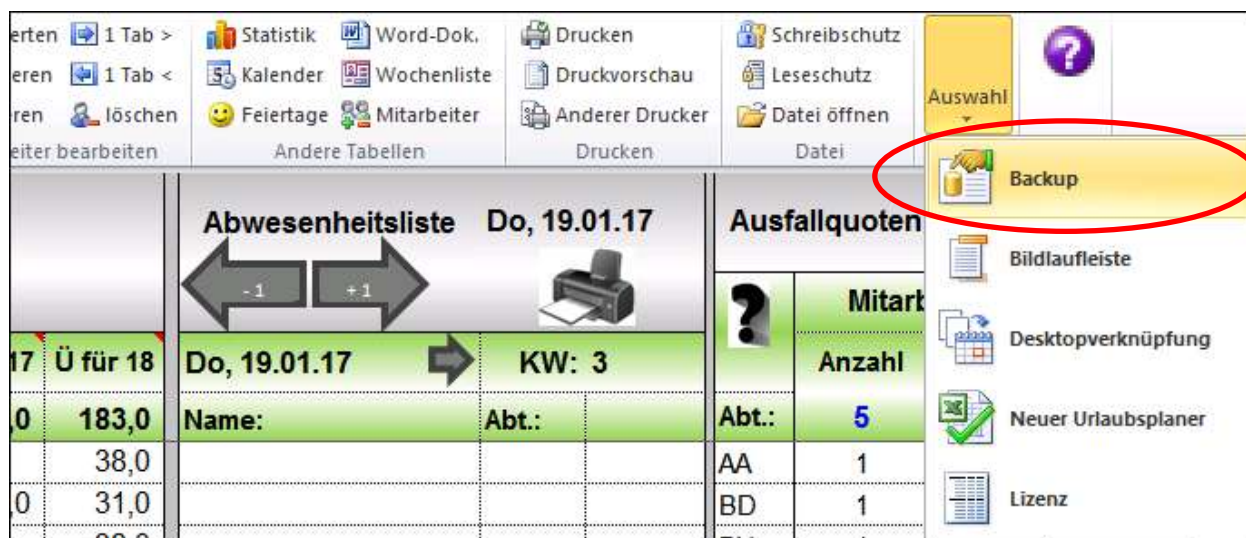 erten 1 Tab > Statistik Word-Dok. Drucken Schreibschutz
eren 1 Tab < Kalender Wochenliste Druckvorschau Leseschutz
ren löschen Feiertage Mitarbeiter Anderer Drucker Datei öffnen Auswahl
eiter bearbeiten Andere Tabellen Drucken Datei
Backup
Bildlaufleiste
Desktopverknüpfung
Neuer Urlaubsplaner
Lizenz
Abwesenheitsliste Do, 19.01.17 Ausfallquoten
- 1 + 1
Mitarb
17 Ü für 18 Do, 19.01.17 KW: 3 Anzahl
,0 183,0 Name: Abt.: Abt.: 5
38,0 AA 1
,0 31,0 BD 1